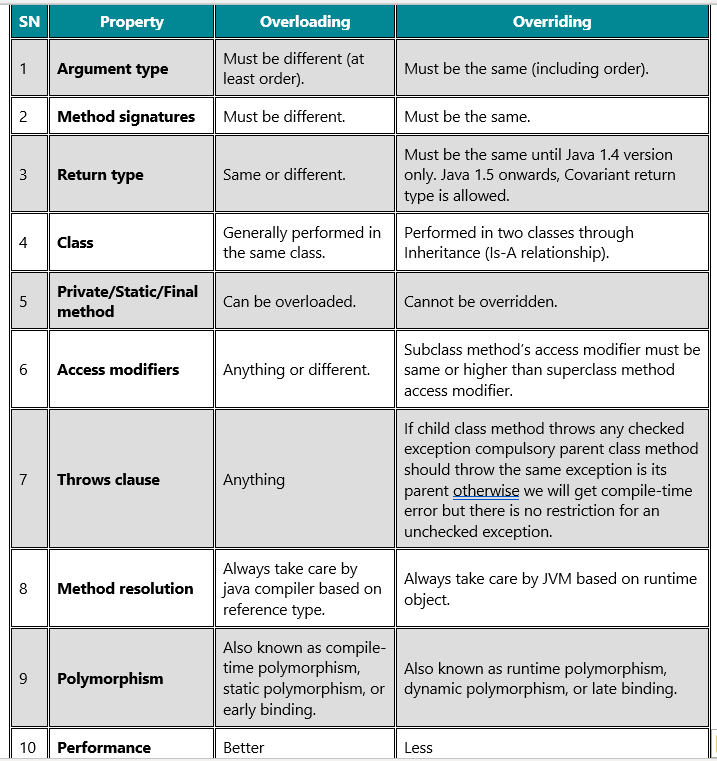 SN Property Overloading Overriding
1 Argument type Must be different (at
least order). Must be the same (including order).
2 Method signatures Must be different. Must be the same.
3 Return type Same or different. Must be the same until Java 1.4 version
only. Java 1.5 onwards, Covariant return
type is allowed.
4 Class Generally performed in
the same class. Performed in two classes through
Inheritance (Is-A relationship).
5 Private/Static/Final
method Can be overloaded. Cannot be overridden.
6 Access modifiers Anything or different. Subclass method's access modifier must be
same or higher than superclass method
access modifier.
7 Throws clause Anything If child class method throws any checked
exception compulsory parent class method
should throw the same exception is its
parent otherwise we will get compile-time
error but there is no restriction for an
unchecked exception.
8 Method resolution Always take care by
java compiler based on
reference type. Always take care by JVM based on runtime
object.
9 Polymorphism Also known as compile-
time polymorphism,
static polymorphism, or
early binding. Also known as runtime polymorphism,
dynamic polymorphism, or late binding.
10 Performance Better Less